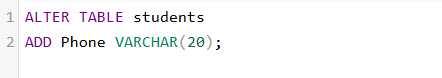 1 ALTER TABLE students
2 ADD Phone VARCHAR(20);